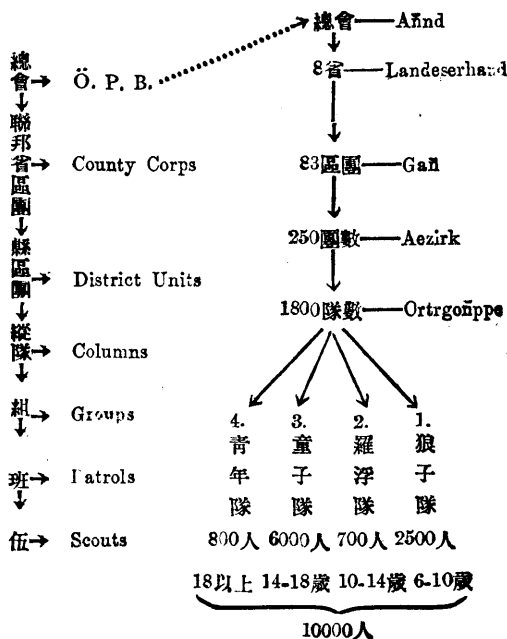 總會→ Ö. P. B.
聯邦省區團→ County Corps
縣區團→ District Units
縱隊→ Columns
組→ Groups
班→ Patrols
伍→ Scouts
總會——Añnd
8省——Landeserhand
83區團——Gañ
250團數——Aezirk
1800隊數——Ortrgoñppe
4. 3. 2. 1.
青年隊 童子隊 羅浮隊 狼子隊
800人 6000人 700人 2500人
18以上 14-18歲 10-14歲 6-10歲
10000人